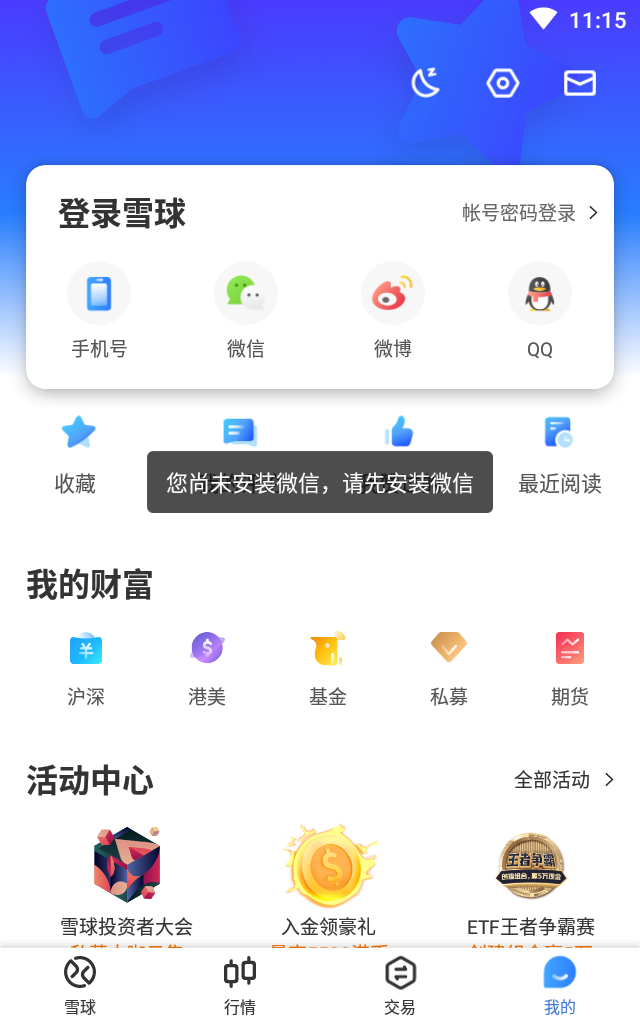 11:15
登录雪球
帐号密码登录
手机号
微信
微博
QQ
收藏
最近阅读
您尚未安装微信，请先安装微信
我的财富
沪深
港美
基金
私募
期货
活动中心
全部活动
王者争霸
雪球投资者大会
入金领豪礼
ETF王者争霸赛
雪球
行情
交易
我的